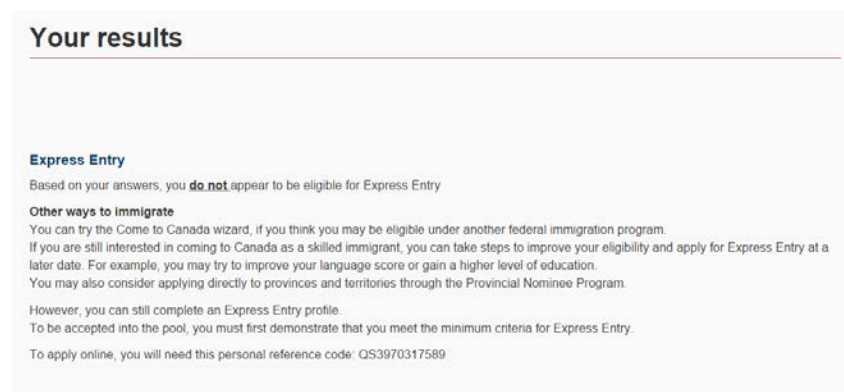 Your results
Express Entry
Based on your answers, you do not appear to be eligible for Express Entry
Other ways to immigrate
You can try the Come to Canada wizard, if you think you may be eligible under another federal immigration program.
If you are still interested in coming to Canada as a skilled immigrant, you can take steps to improve your eligibility and apply for Express Entry at a
later date. For example, you may try to improve your language score or gain a higher level of education.
You may also consider applying directly to provinces and territories through the Provincial Nominee Program.
However, you can still complete an Express Entry profile.
To be accepted into the pool, you must first demonstrate that you meet the minimum criteria for Express Entry.
To apply online, you will need this personal reference code: QS3970317589